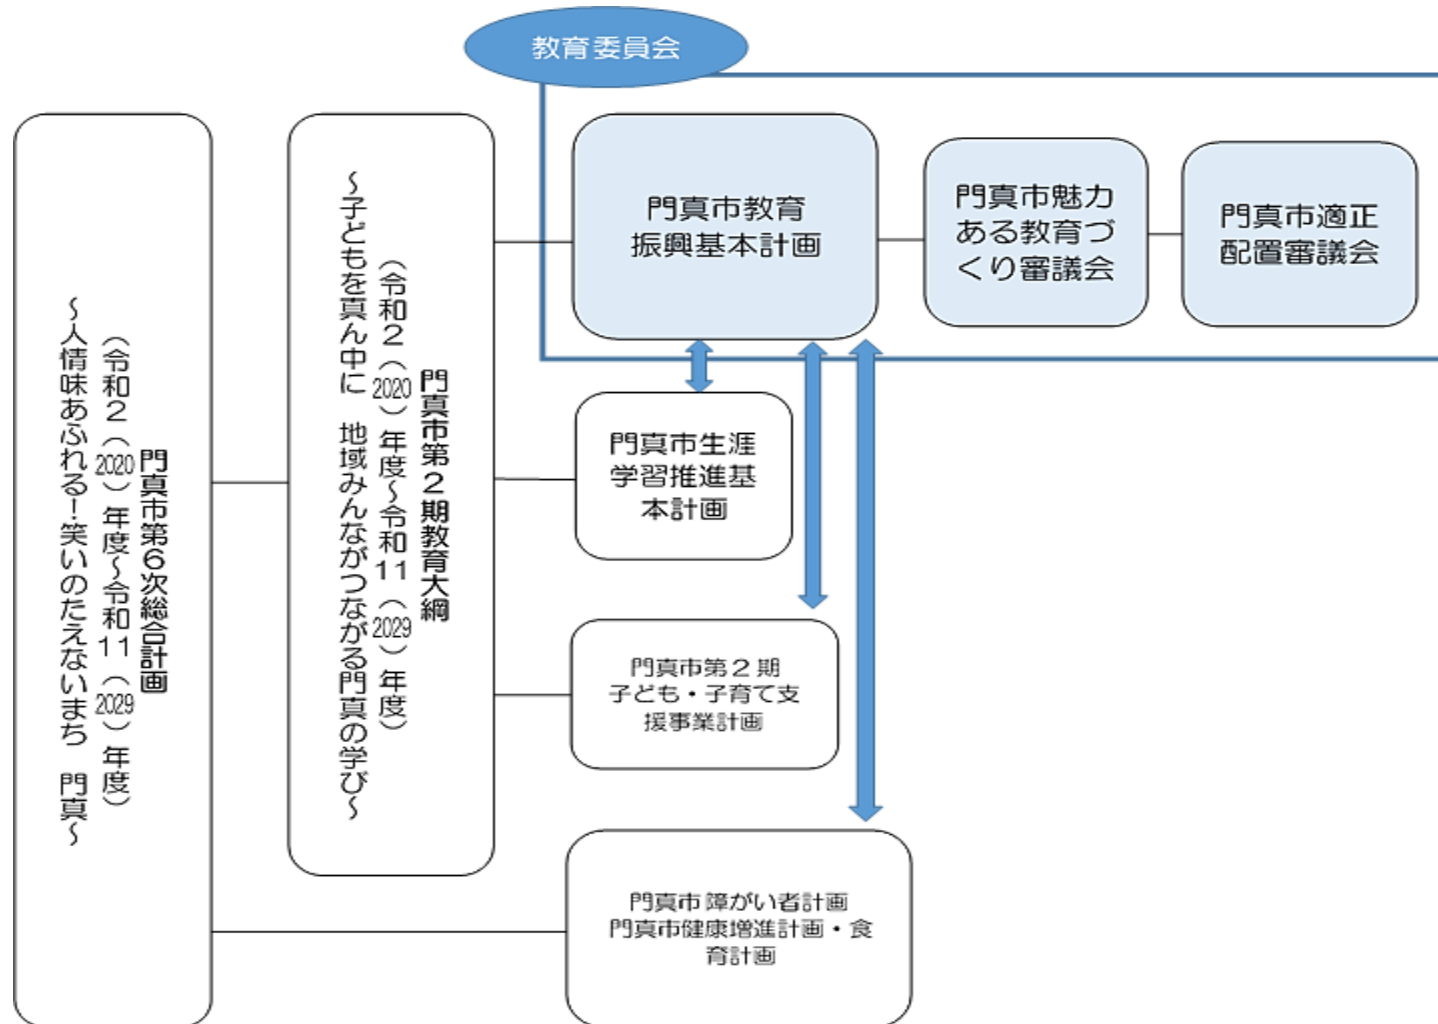 教育委員会
門真市第6次総合計画
（令和2（2020）年度～令和11（2029）年度）
～人情味あふれる！笑いのたえないまち　門真～
門真市第2期教育大綱
（令和2（2020）年度～令和11（2029）年度）
～子どもを真ん中に　地域みんながつながる門真の学び～
門真市教育
振興基本計画
門真市魅力
ある教育づ
くり審議会
門真市適正
配置審議会
門真市生涯
学習推進基
本計画
門真市第2期
子ども・子育て支
援事業計画
門真市障がい者計画
門真市健康増進計画・食
育計画